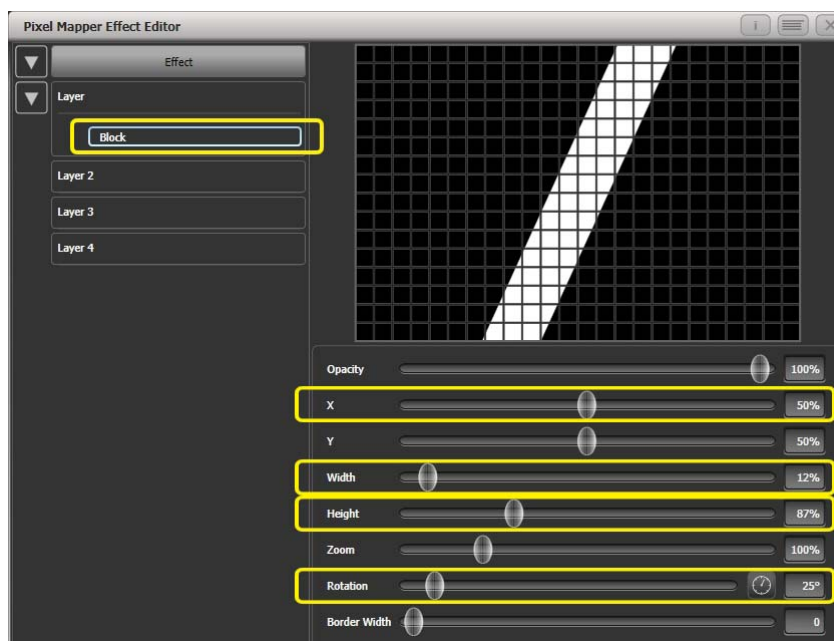 Pixel Mapper Effect Editor
Effect
Layer
Block
Layer 2
Layer 3
Layer 4
Opacity 100%
X 50%
Y 50%
Width 12%
Height 87%
Zoom 100%
Rotation 25°
Border Width 0